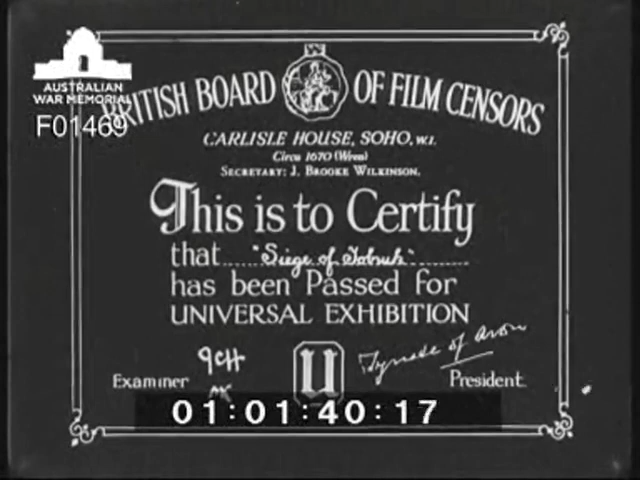 AUSTRALIAN
WAR MEMORIAL
F01469
BRITISH BOARD OF FILM CENSORS
CARLISLE HOUSE, SOHO, W.1.
Circa 1670 (Wren)
SECRETARY: J. BROOKE WILKINSON.
This is to Certify
that "Siege of Tobruk"
has been Passed for
UNIVERSAL EXHIBITION
Examiner U President.
01:01:40:17